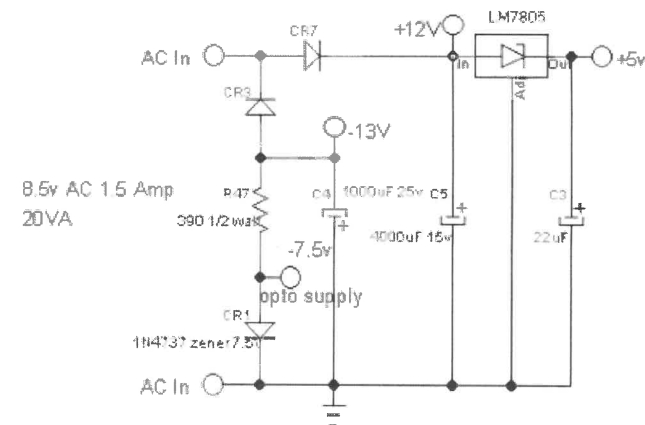 LM7805
CR7
+12V
AC In
In
Out
+5v
Adj
CR3
-13V
8.5v AC 1.5 Amp
20VA
R47
390 1/2 watt
C4
1000uF 25v
C5
4000uF 15v
C3
22uF
-7.5v
opto supply
CR1
1N4737 zener7.5v
AC In